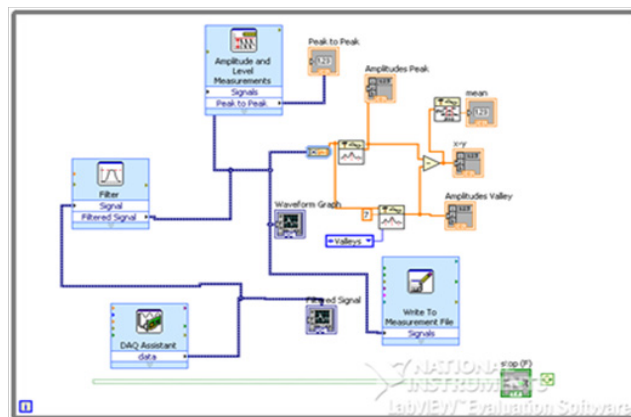 Amplitude and
Level
Measurements
Signals
Peak to Peak
Peak to Peak
Amplitudes Peak
mean
x-y
Filter
Signal
Filtered Signal
Waveform Graph
Amplitudes Valley
7
Valleys
Filtered Signal
Write To
Measurement File
Signals
DAQ Assistant
data
stop (F)
NATIONAL
INSTRUMENTS
LabVIEW™ Evaluation Software
i